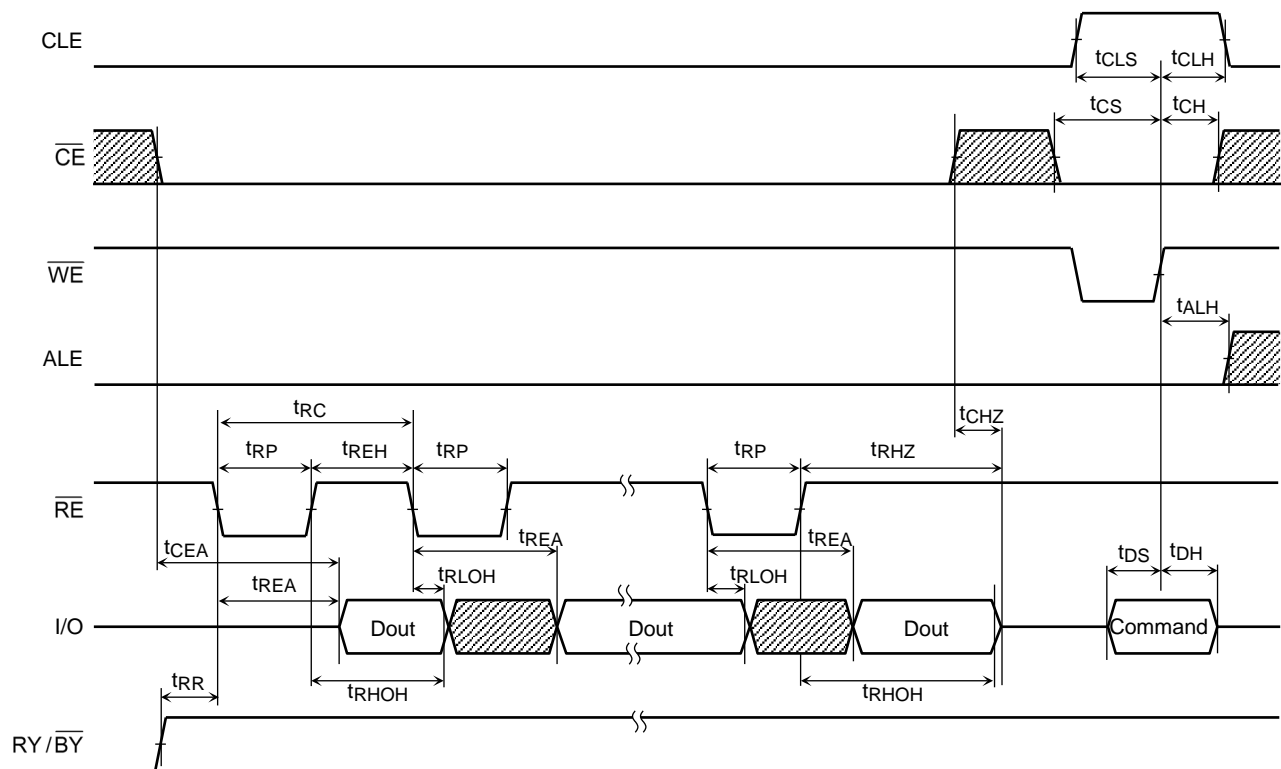 CLE
tCLS tCLH
tCS tCH
CE
WE
tALH
ALE
tRC tCHZ
tRP tREH tRP tRP tRHZ
RE
tCEA tREA tREA tDS tDH
tREA tRLOH tRLOH
I/O Dout Dout Dout Command
tRR tRHOH tRHOH
RY/BY